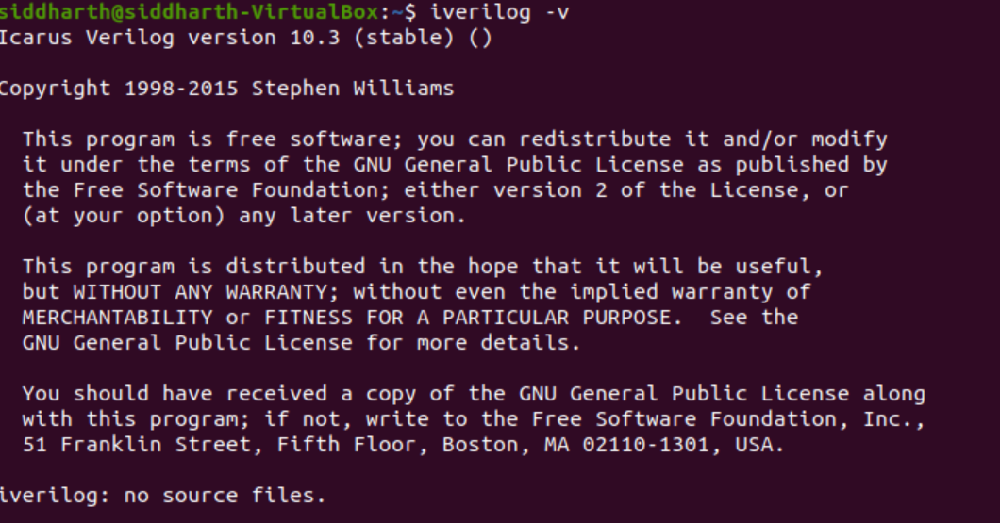 siddharth@siddharth-VirtualBox:~$ iverilog -v
Icarus Verilog version 10.3 (stable) ()
Copyright 1998-2015 Stephen Williams
This program is free software; you can redistribute it and/or modify
it under the terms of the GNU General Public License as published by
the Free Software Foundation; either version 2 of the License, or
(at your option) any later version.
This program is distributed in the hope that it will be useful,
but WITHOUT ANY WARRANTY; without even the implied warranty of
MERCHANTABILITY or FITNESS FOR A PARTICULAR PURPOSE.  See the
GNU General Public License for more details.
You should have received a copy of the GNU General Public License along
with this program; if not, write to the Free Software Foundation, Inc.,
51 Franklin Street, Fifth Floor, Boston, MA 02110-1301, USA.
iverilog: no source files.